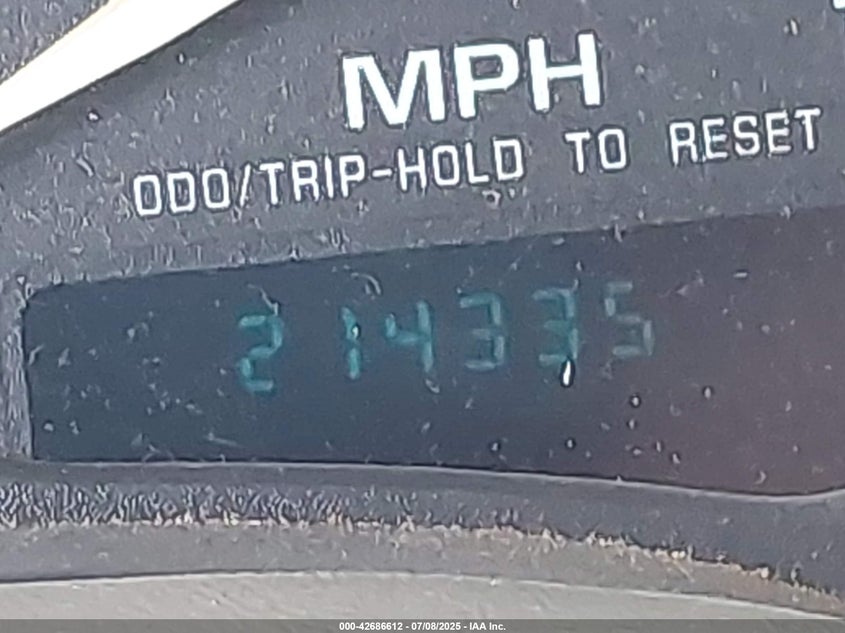 MPH
ODO/TRIP-HOLD TO RESET
214335
000-42686612 - 07/08/2025 - IAA Inc.